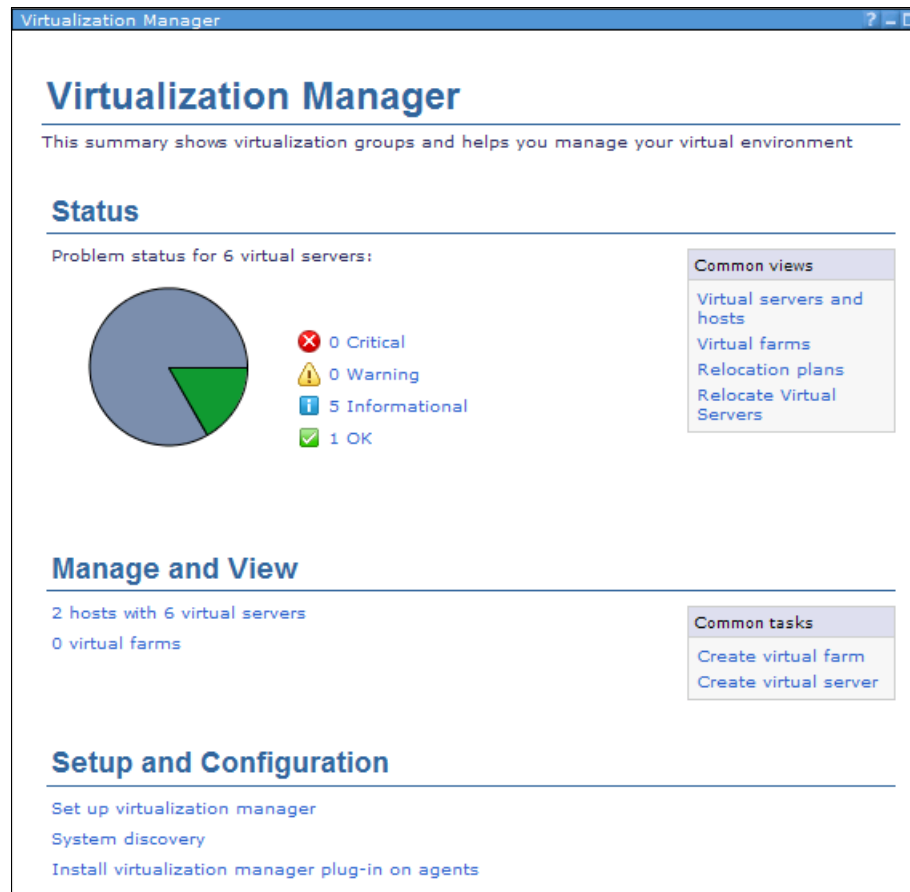 Virtualization Manager
Virtualization Manager
This summary shows virtualization groups and helps you manage your virtual environment
Status
Problem status for 6 virtual servers:
0 Critical
0 Warning
5 Informational
1 OK
Common views
Virtual servers and
hosts
Virtual farms
Relocation plans
Relocate Virtual
Servers
Manage and View
2 hosts with 6 virtual servers
0 virtual farms
Common tasks
Create virtual farm
Create virtual server
Setup and Configuration
Set up virtualization manager
System discovery
Install virtualization manager plug-in on agents